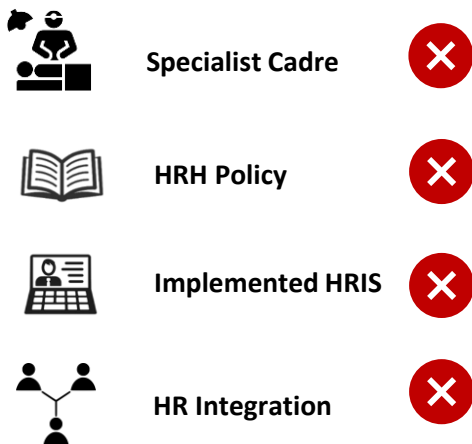 Specialist Cadre
HRH Policy
Implemented HRIS
HR Integration